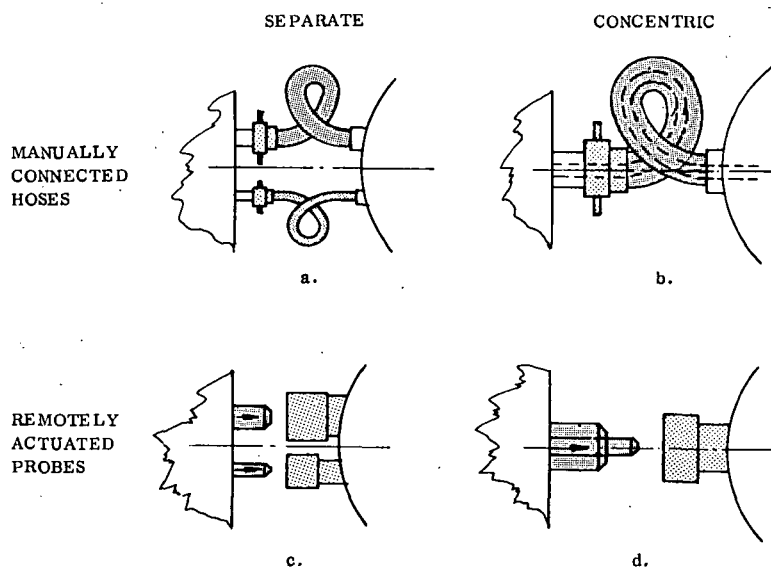 SEPARATE
CONCENTRIC
MANUALLY
CONNECTED
HOSES
a.
b.
REMOTELY
ACTUATED
PROBES
c.
d.